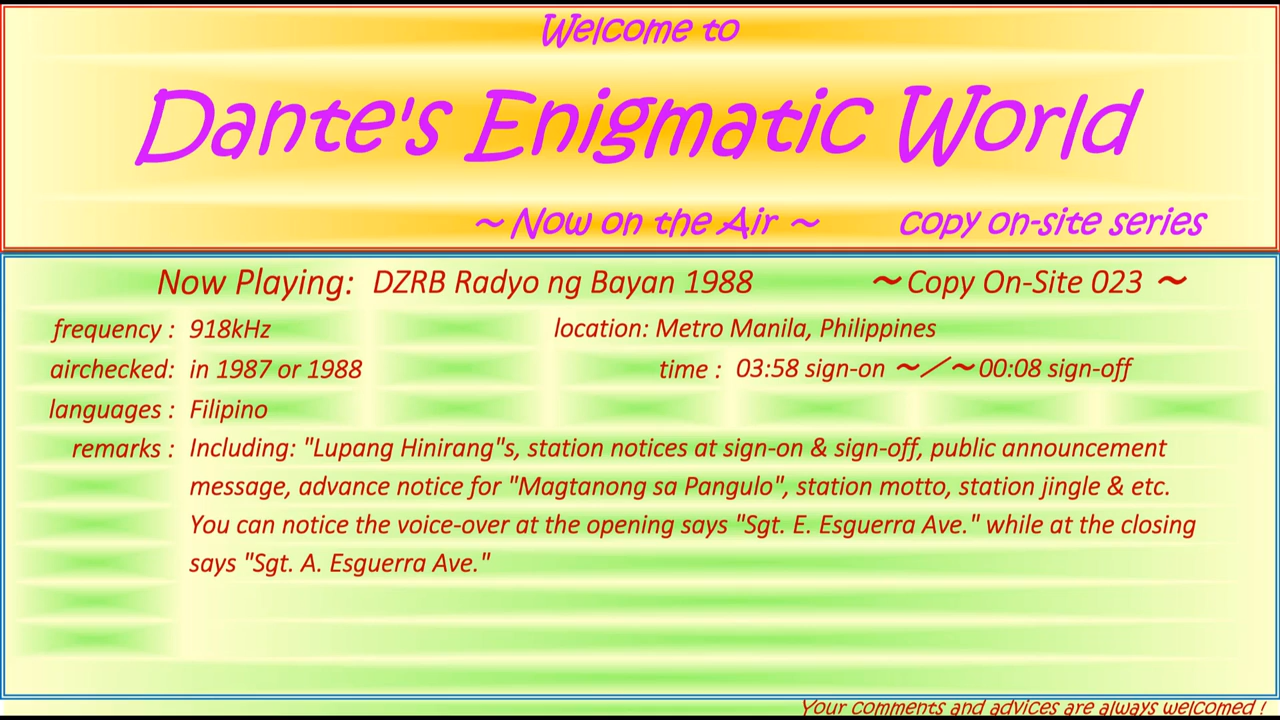 Welcome to
Dante's Enigmatic World
～ Now on the Air ～ copy on-site series
Now Playing: DZRB Radyo ng Bayan 1988 ～ Copy On-Site 023 ～
frequency : 918kHz location: Metro Manila, Philippines
airchecked: in 1987 or 1988 time : 03:58 sign-on ～／～ 00:08 sign-off
languages : Filipino
remarks : Including: "Lupang Hinirang"s, station notices at sign-on & sign-off, public announcement
message, advance notice for "Magtanong sa Pangulo", station motto, station jingle & etc.
You can notice the voice-over at the opening says "Sgt. E. Esguerra Ave." while at the closing
says "Sgt. A. Esguerra Ave."
Your comments and advices are always welcomed !